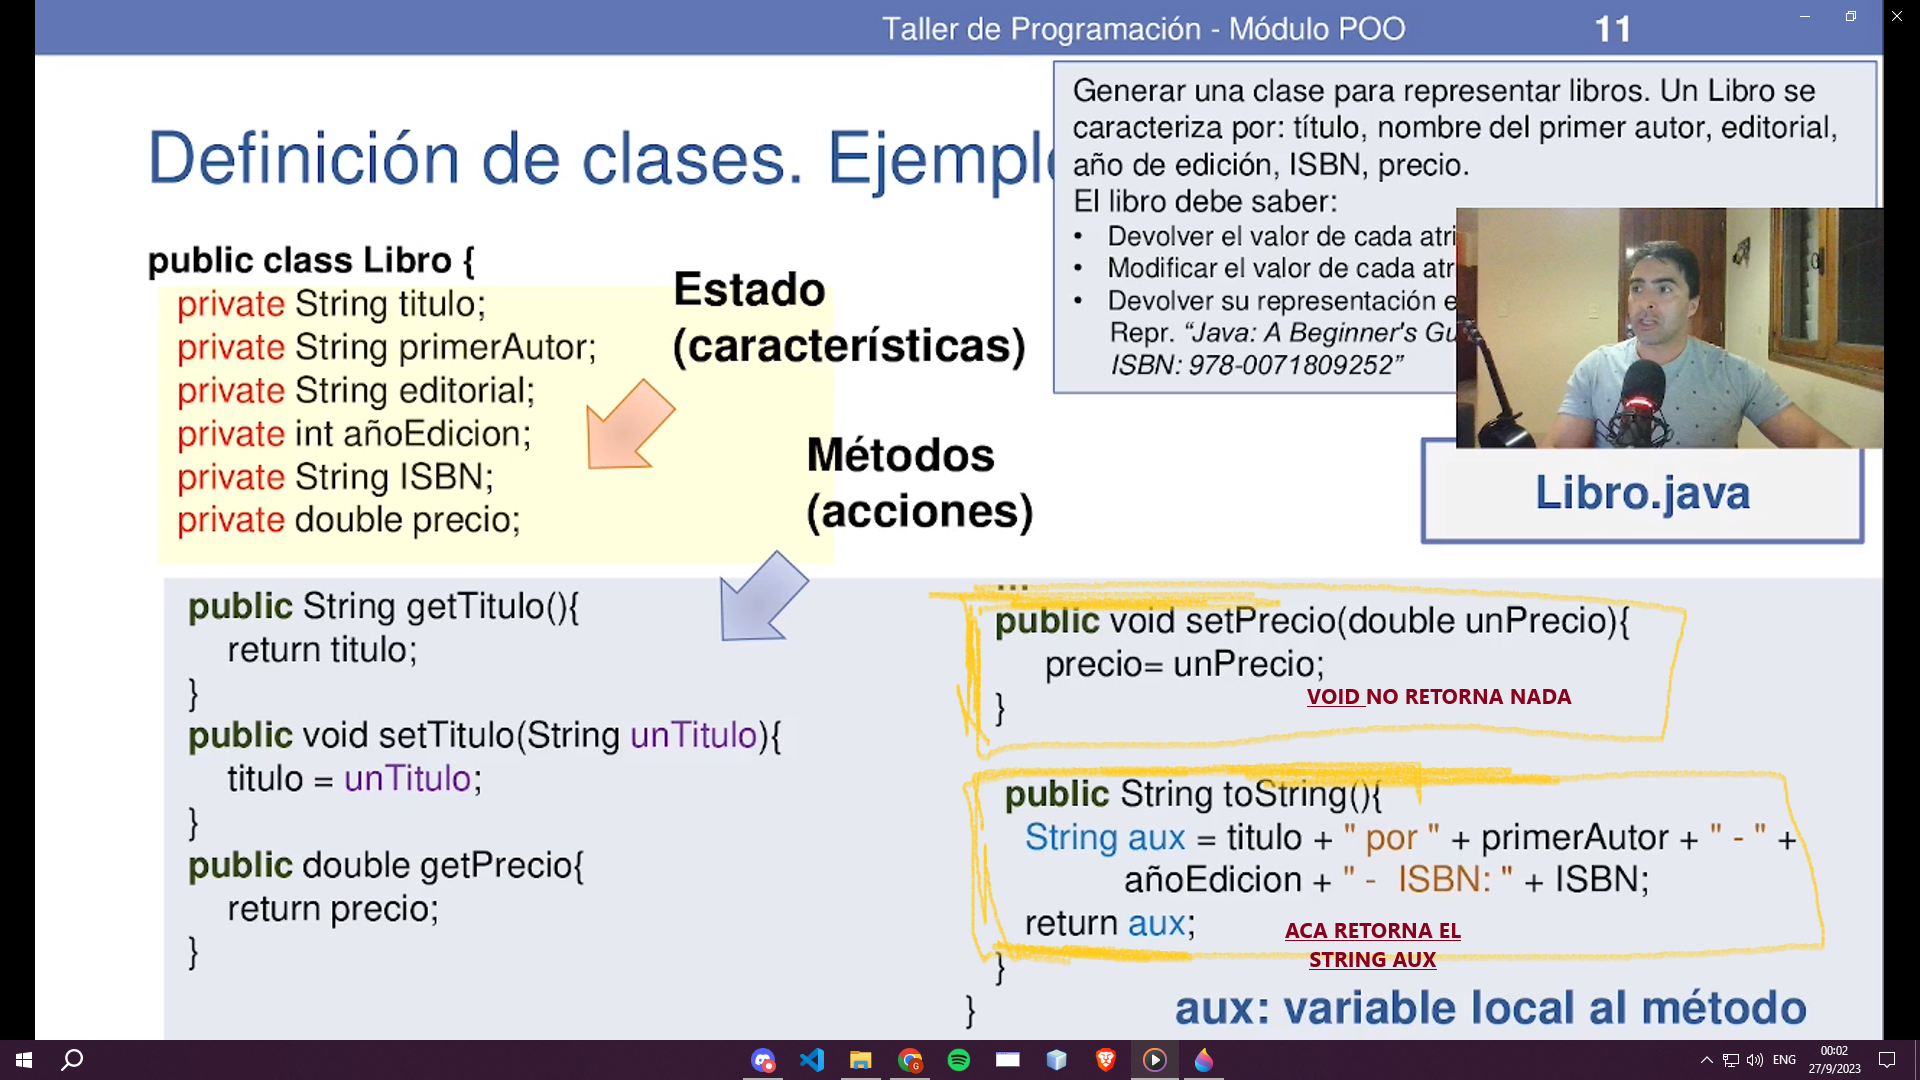 Taller de Programación - Módulo POO
11
Definición de clases.
Generar una clase para representar libros. Un Libro se
caracteriza por: título, nombre del primer autor, editorial,
año de edición, ISBN, precio.
El libro debe saber:
• Devolver el valor de cada
• Modificar el valor de cada
• Devolver su representación
Repr. “Java: A Beginner's
ISBN: 978-0071809252”
public class Libro {
private String titulo;
private String primerAutor;
private String editorial;
private int añoEdicion;
private String ISBN;
private double precio;
Estado
(características)
Métodos
(acciones)
Libro.java
public String getTitulo(){
return titulo;
}
public void setTitulo(String unTitulo){
titulo = unTitulo;
}
public double getPrecio{
return precio;
}
...
public void setPrecio(double unPrecio){
precio= unPrecio;
}
VOID NO RETORNA NADA
public String toString(){
String aux = titulo + " por " + primerAutor + " - " +
añoEdicion + " -  ISBN: " + ISBN;
return aux;
ACA RETORNA EL
STRING AUX
}
}
aux: variable local al método
ENG
00:02
27/9/2023